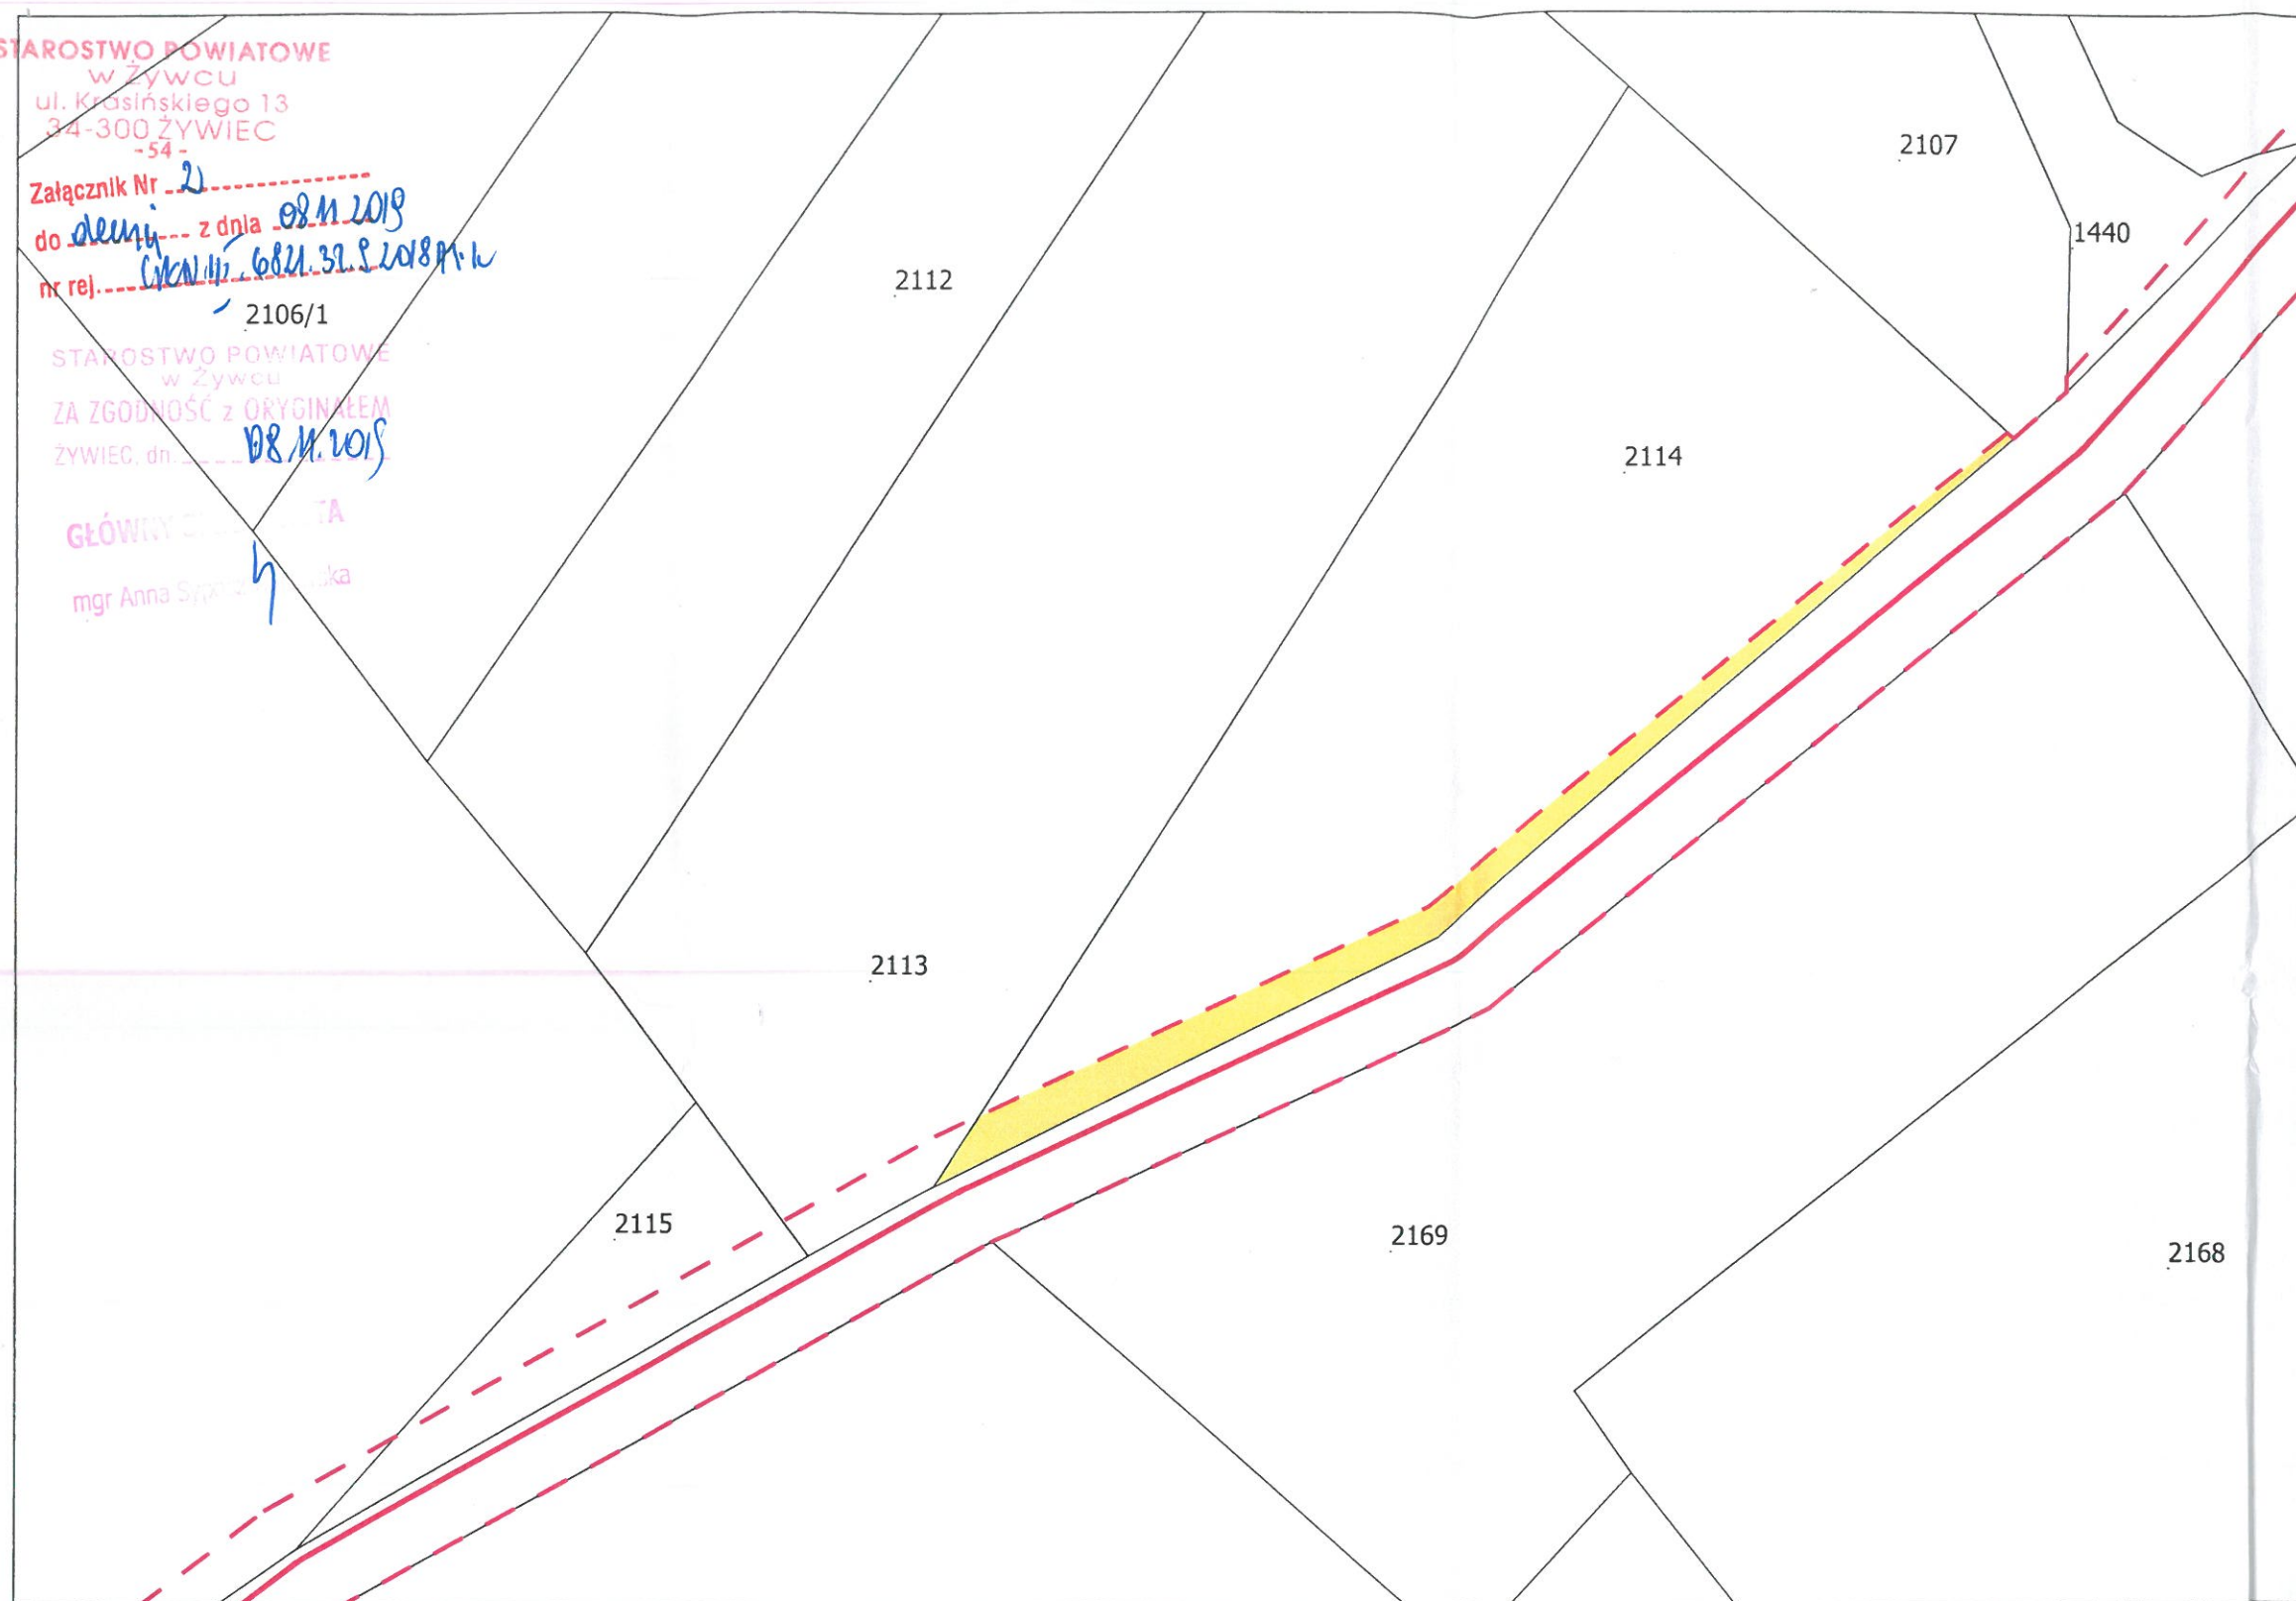 STAROSTWO POWIATOWE
w Żywcu
ul. Krasińskiego 13
34-300 ŻYWIEC
-54-
Załącznik Nr 2
do z dnia 08.11.2019
nr rej. 6821.32.
2106/1
STAROSTWO POWIATOWE
w Żywcu
ZA ZGODNOŚĆ z ORYGINAŁEM
ŻYWIEC, dn. 08.11.2019
GŁÓWNY
mgr Anna
2107
1440
2112
2114
2113
2115
2169
2168